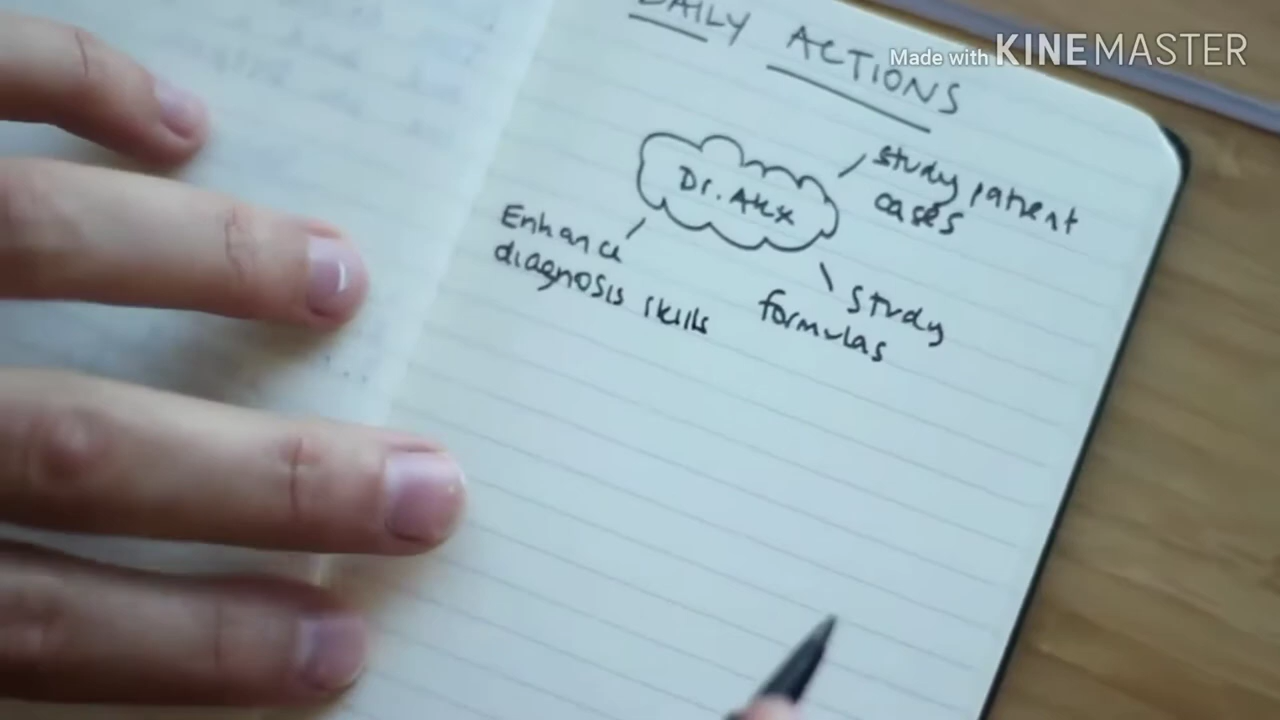 DAILY ACTIONS
Made with KINEMASTER
Dr. Alex
study patient
cases
Enhance
diagnosis skills
study
formulas